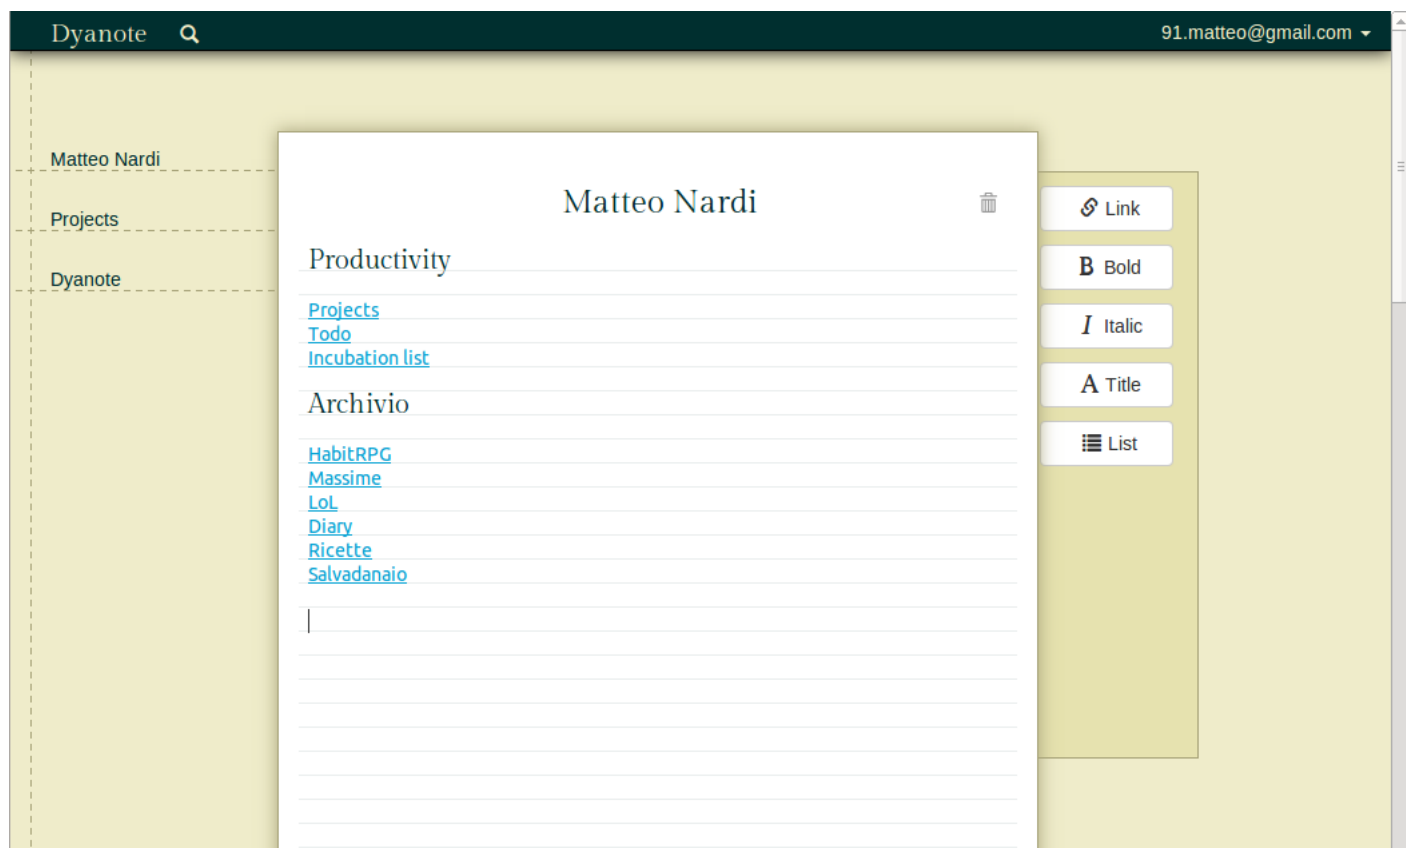 Dyanote
91.matteo@gmail.com
Matteo Nardi
Projects
Dyanote
Matteo Nardi
Productivity
Projects
Todo
Incubation list
Archivio
HabitRPG
Massime
LoL
Diary
Ricette
Salvadanaio
Link
B Bold
I Italic
A Title
List